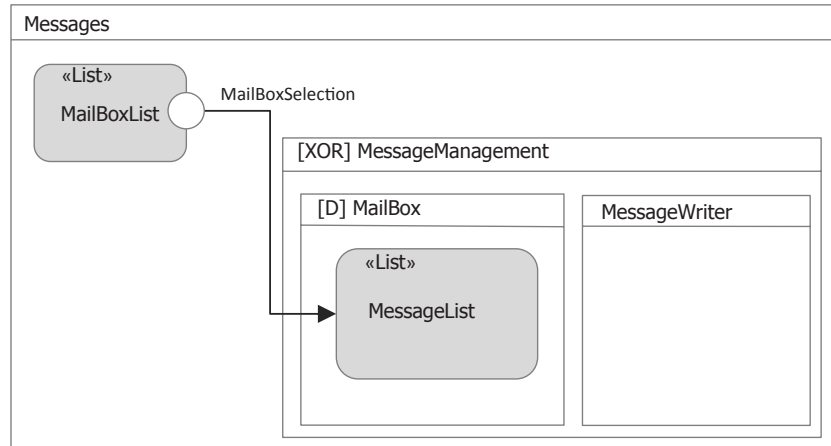 Messages
«List»
MailBoxList
MailBoxSelection
[XOR] MessageManagement
[D] MailBox
MessageWriter
«List»
MessageList